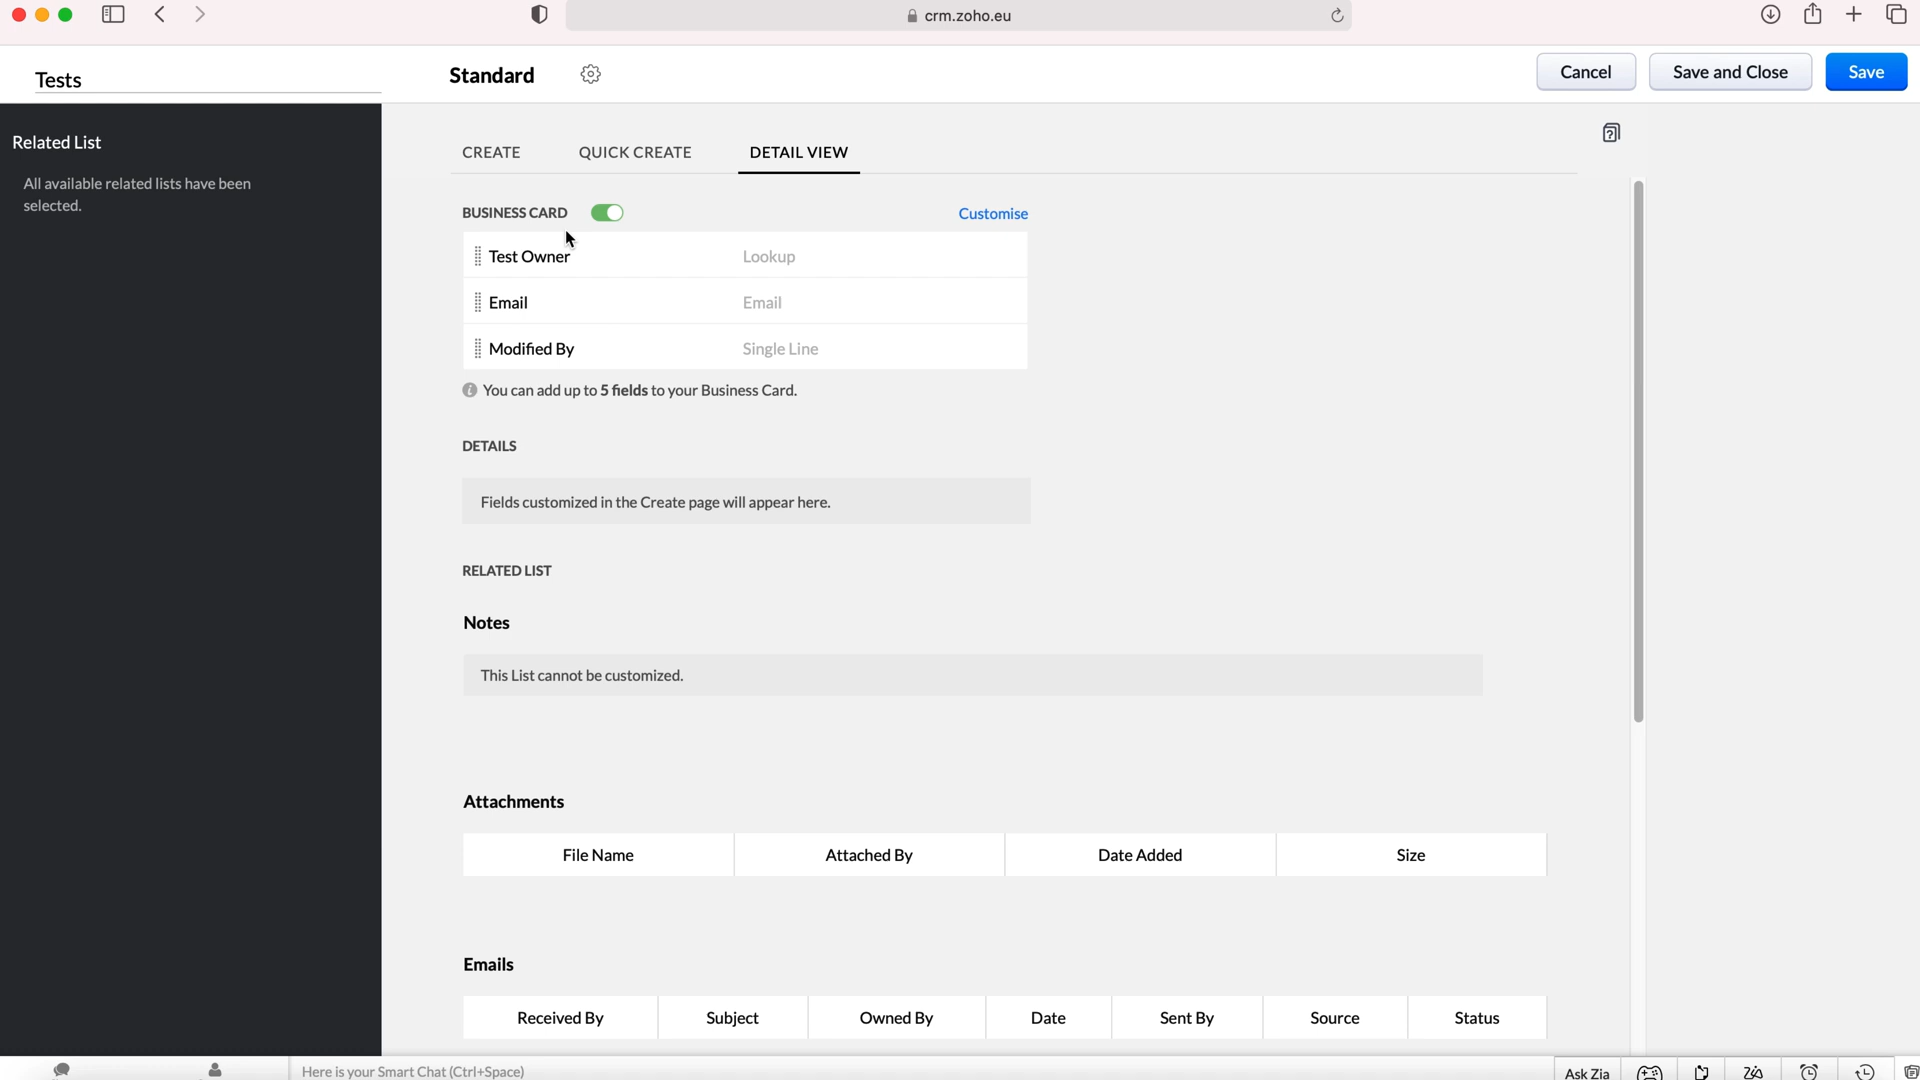 crm.zoho.eu
Tests
Standard
Cancel
Save and Close
Save
Related List
All available related lists have been
selected.
CREATE
QUICK CREATE
DETAIL VIEW
BUSINESS CARD
Customise
Test Owner
Lookup
Email
Email
Modified By
Single Line
You can add up to 5 fields to your Business Card.
DETAILS
Fields customized in the Create page will appear here.
RELATED LIST
Notes
This List cannot be customized.
Attachments
File Name
Attached By
Date Added
Size
Emails
Received By
Subject
Owned By
Date
Sent By
Source
Status
Here is your Smart Chat (Ctrl+Space)
Ask Zia